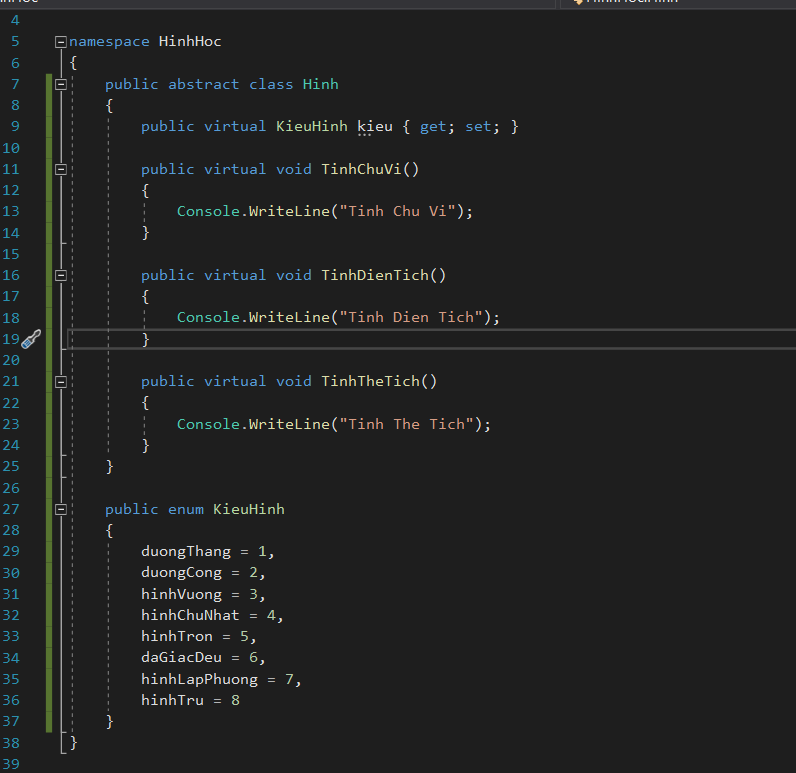 4
5 namespace HinhHoc
6 {
7 public abstract class Hinh
8 {
9 public virtual KieuHinh kieu { get; set; }
10
11 public virtual void TinhChuVi()
12 {
13 Console.WriteLine("Tinh Chu Vi");
14 }
15
16 public virtual void TinhDienTich()
17 {
18 Console.WriteLine("Tinh Dien Tich");
19 }
20
21 public virtual void TinhTheTich()
22 {
23 Console.WriteLine("Tinh The Tich");
24 }
25 }
26
27 public enum KieuHinh
28 {
29 duongThang = 1,
30 duongCong = 2,
31 hinhVuong = 3,
32 hinhChuNhat = 4,
33 hinhTron = 5,
34 daGiacDeu = 6,
35 hinhLapPhuong = 7,
36 hinhTru = 8
37 }
38 }
39